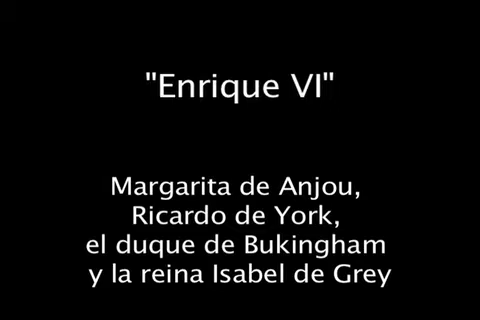 "Enrique VI"
Margarita de Anjou,
Ricardo de York,
el duque de Bukingham
y la reina Isabel de Grey